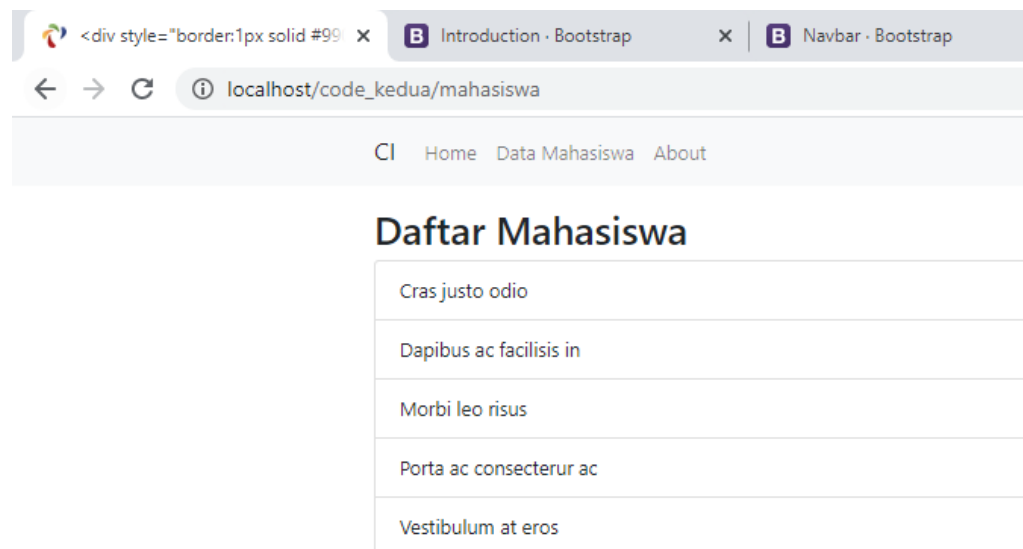 <div style="border:1px solid #99
Introduction · Bootstrap
Navbar · Bootstrap
localhost/code_kedua/mahasiswa
CI Home Data Mahasiswa About
Daftar Mahasiswa
Cras justo odio
Dapibus ac facilisis in
Morbi leo risus
Porta ac consecterur ac
Vestibulum at eros